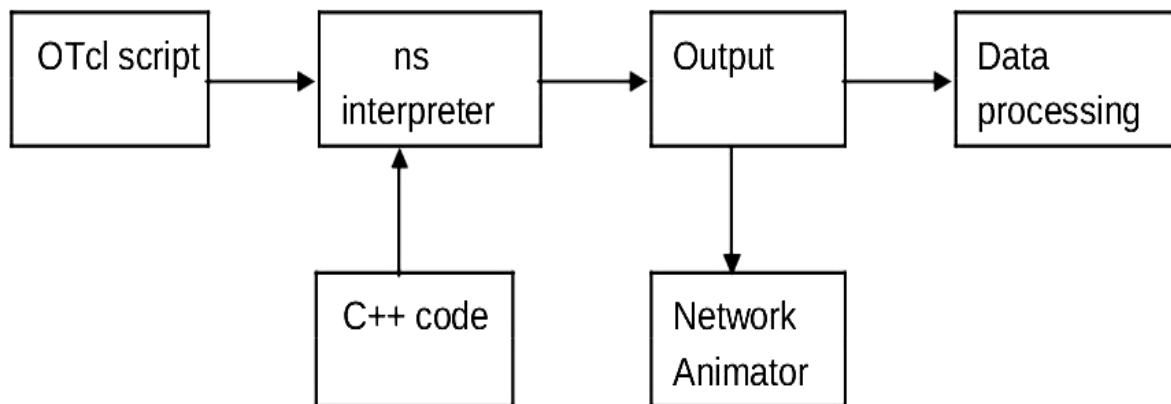 OTcl script
ns
interpreter
Output
Data
processing
C++ code
Network
Animator